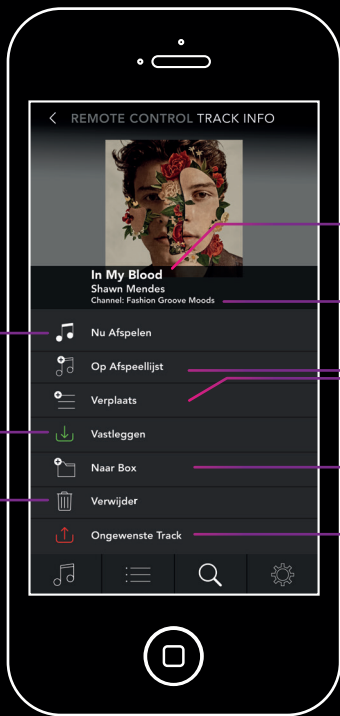 REMOTE CONTROL TRACK INFO
In My Blood
Shawn Mendes
Channel: Fashion Groove Moods
Nu Afspelen
Op Afspeellijst
Verplaats
Vastleggen
Naar Box
Verwijder
Ongewenste Track